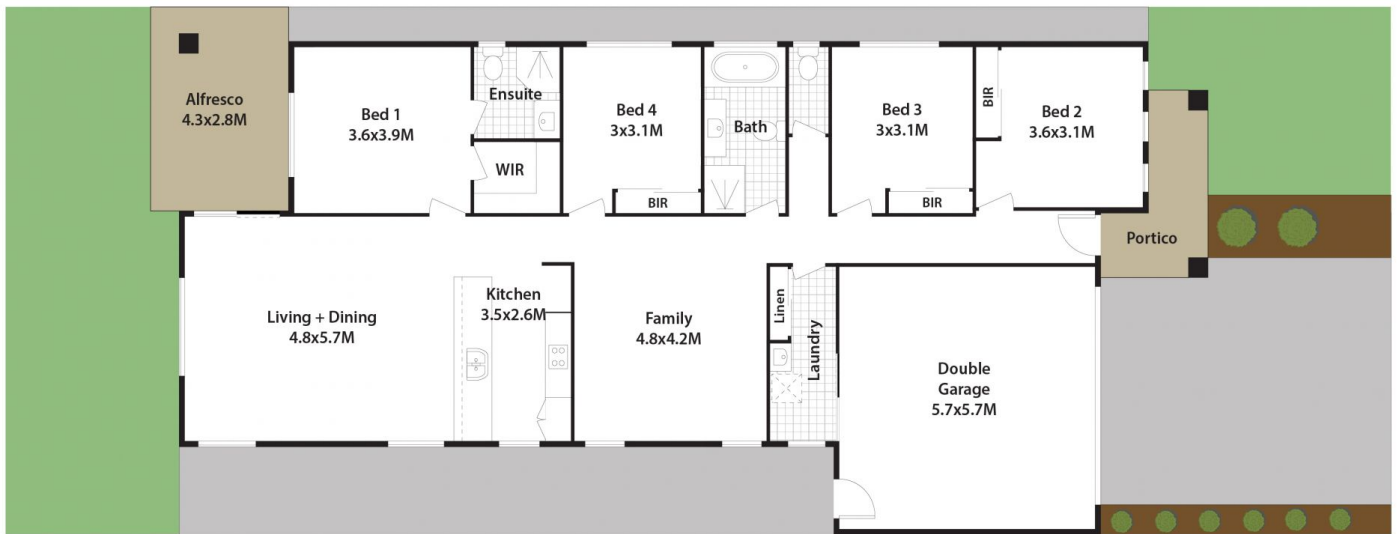 Alfresco
4.3x2.8M
Bed 1
3.6x3.9M
Ensuite
WIR
Bed 4
3x3.1M
BIR
Bath
Bed 3
3x3.1M
BIR
BIR
Bed 2
3.6x3.1M
Portico
Living + Dining
4.8x5.7M
Kitchen
3.5x2.6M
Family
4.8x4.2M
Linen
Laundry
Double
Garage
5.7x5.7M